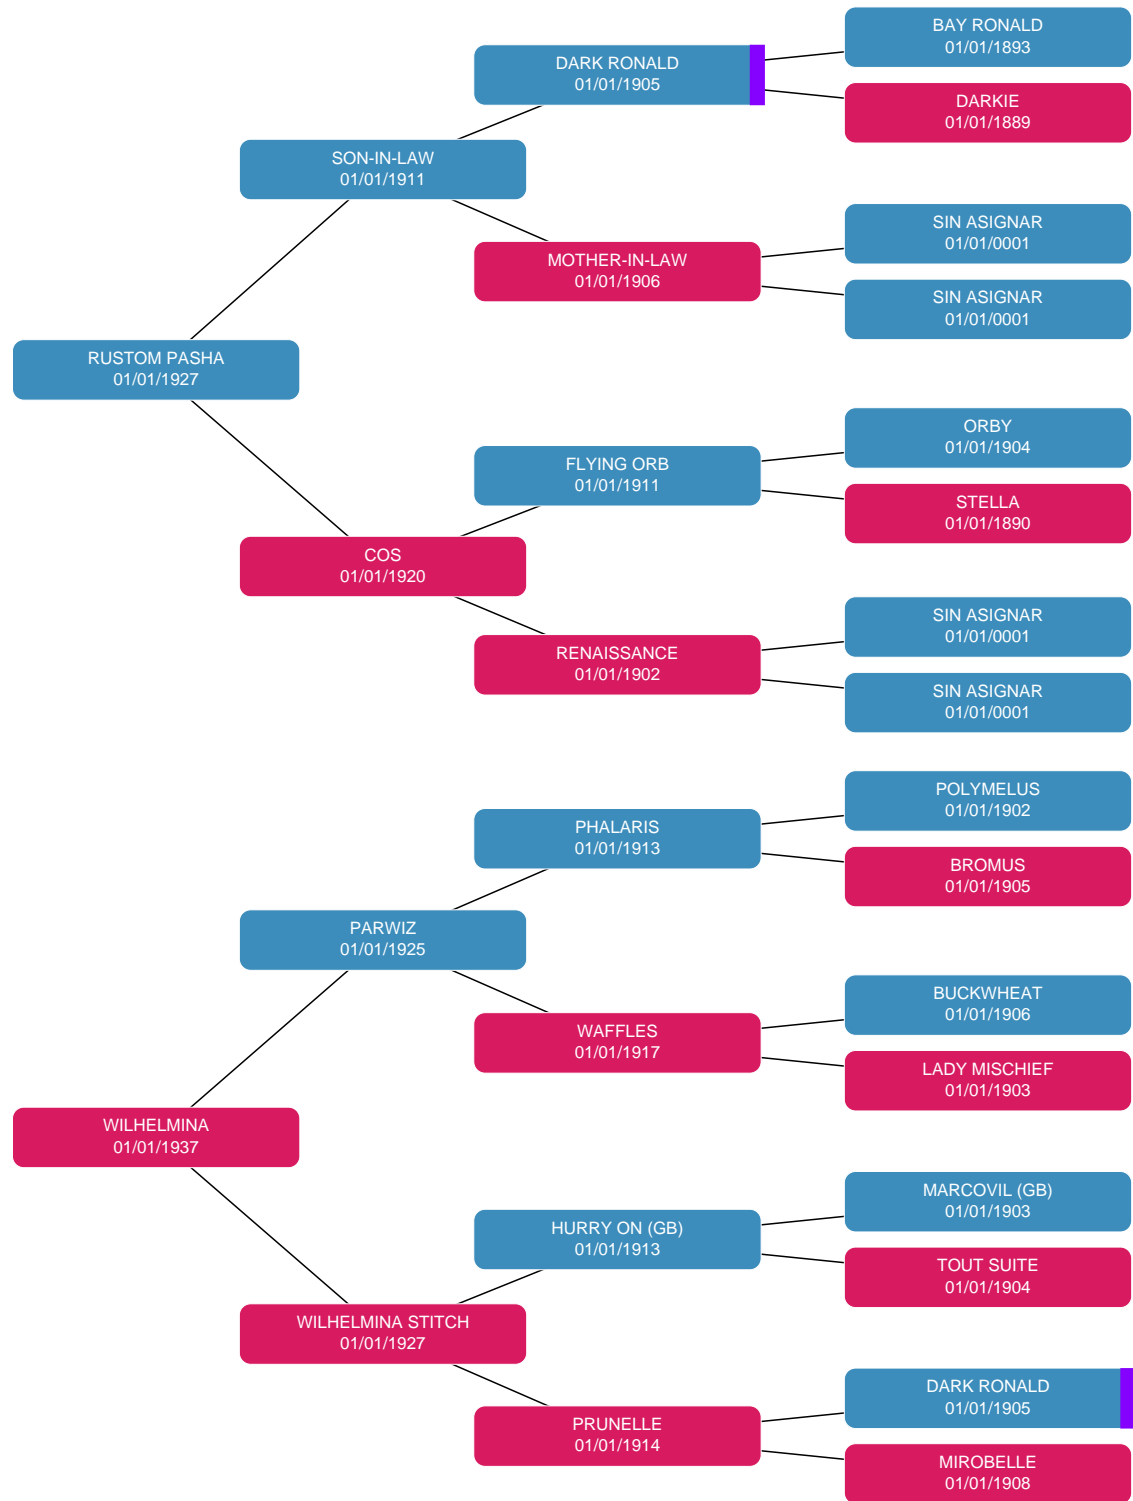 BAY RONALD
01/01/1893
DARK RONALD
01/01/1905
DARKIE
01/01/1889
SON-IN-LAW
01/01/1911
SIN ASIGNAR
01/01/0001
MOTHER-IN-LAW
01/01/1906
SIN ASIGNAR
01/01/0001
RUSTOM PASHA
01/01/1927
ORBY
01/01/1904
FLYING ORB
01/01/1911
STELLA
01/01/1890
COS
01/01/1920
SIN ASIGNAR
01/01/0001
RENAISSANCE
01/01/1902
SIN ASIGNAR
01/01/0001
POLYMELUS
01/01/1902
PHALARIS
01/01/1913
BROMUS
01/01/1905
PARWIZ
01/01/1925
BUCKWHEAT
01/01/1906
WAFFLES
01/01/1917
LADY MISCHIEF
01/01/1903
WILHELMINA
01/01/1937
MARCOVIL (GB)
01/01/1903
HURRY ON (GB)
01/01/1913
TOUT SUITE
01/01/1904
WILHELMINA STITCH
01/01/1927
DARK RONALD
01/01/1905
PRUNELLE
01/01/1914
MIROBELLE
01/01/1908